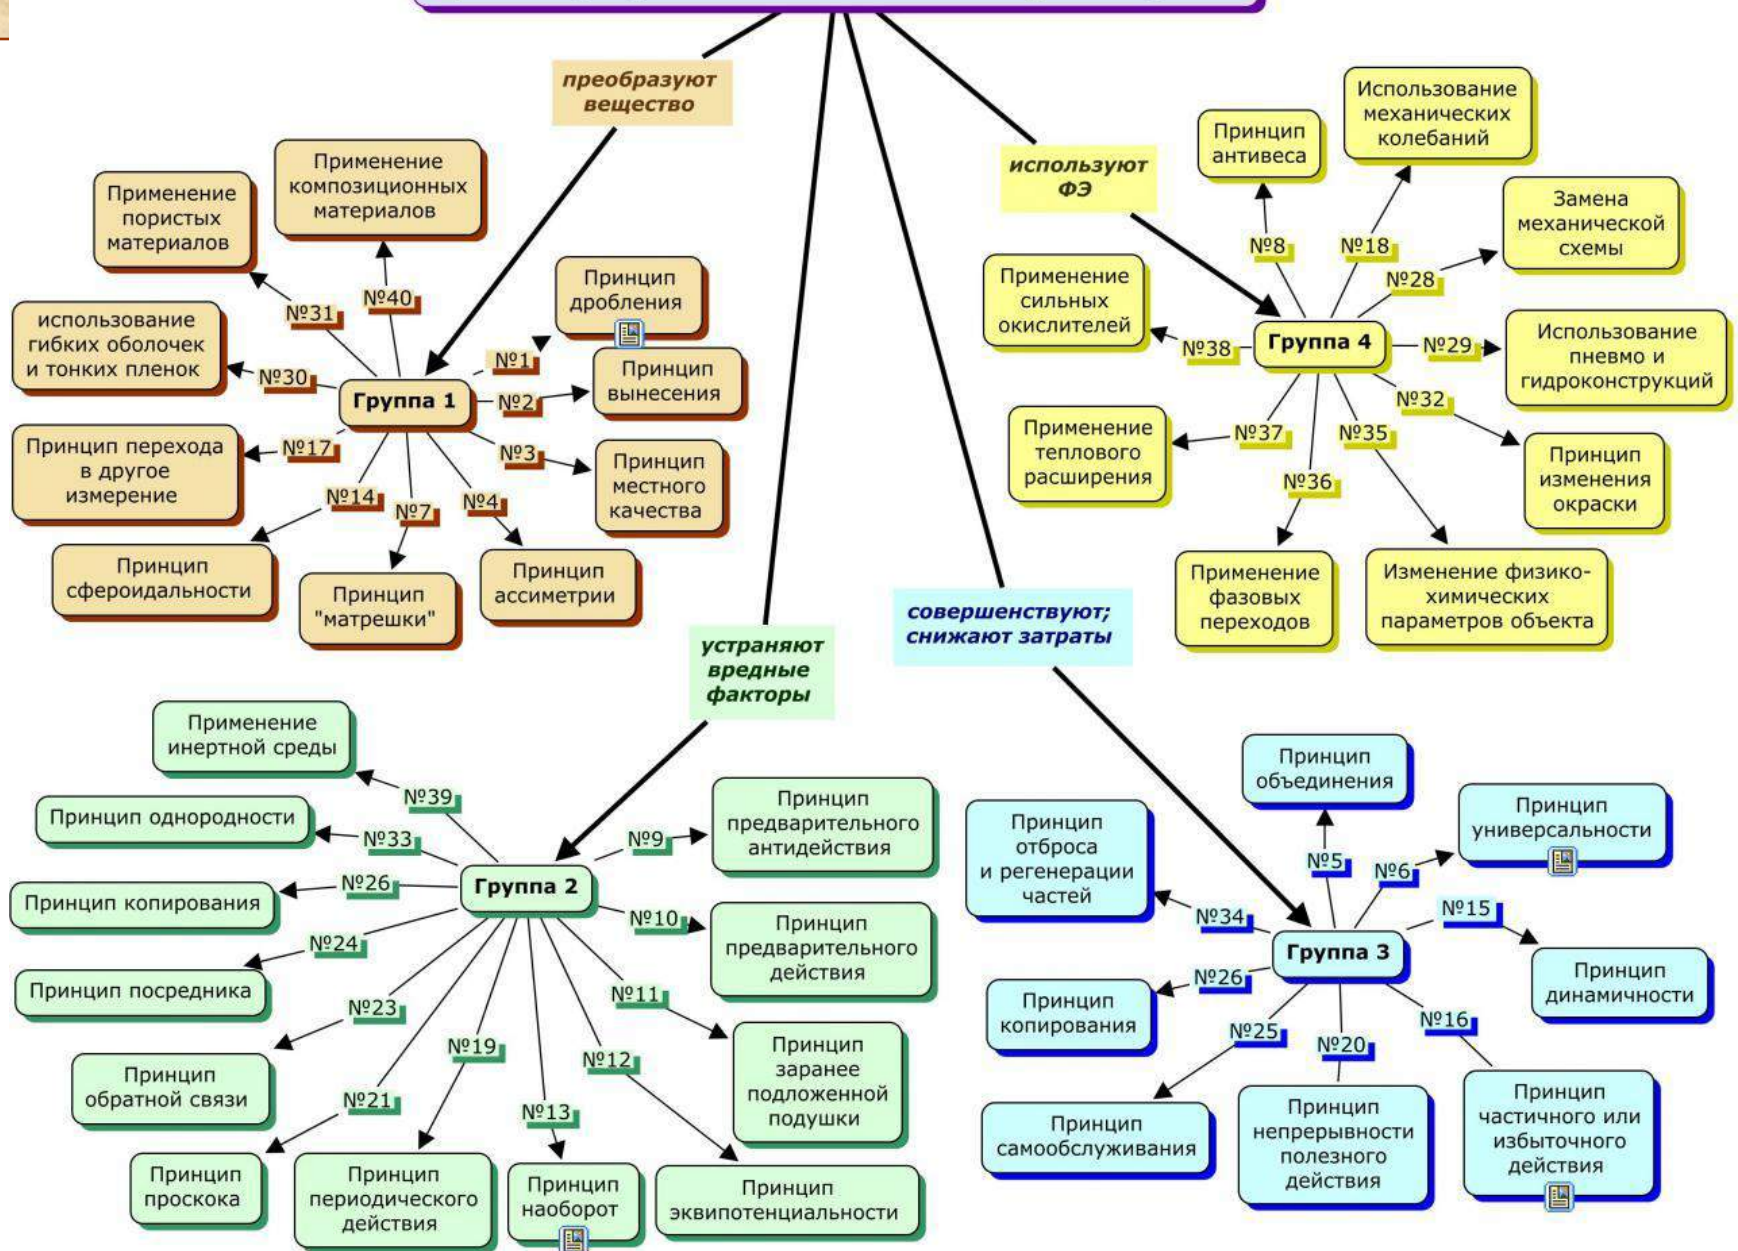 преобразуют
вещество
Применение
композиционных
материалов
Применение
пористых
материалов
Принцип
дробления
№40
№31
использование
гибких оболочек
и тонких пленок
№30
№1
Принцип
вынесения
Группа 1
№2
№17
Принцип перехода
в другое
измерение
№3
Принцип
местного
качества
№14
№7
№4
Принцип
сфероидальности
Принцип
"матрешки"
Принцип
ассиметрии
используют
ФЭ
Принцип
антивеса
Использование
механических
колебаний
Замена
механической
схемы
№8
№18
№28
Применение
сильных
окислителей
№38
Группа 4
№29
Использование
пневмо и
гидроконструкций
№32
№37
№35
Применение
теплового
расширения
№36
Принцип
изменения
окраски
Применение
фазовых
переходов
Изменение физико-
химических
параметров объекта
устраняют
вредные
факторы
Применение
инертной среды
№39
Принцип однородности
№33
№9
Принцип
предварительного
антидействия
№26
Группа 2
Принцип копирования
№10
Принцип
предварительного
действия
№24
Принцип посредника
№23
№11
Принцип
обратной связи
№19
№12
Принцип
заранее
подложенной
подушки
№21
№13
Принцип
проскока
Принцип
периодического
действия
Принцип
наоборот
Принцип
эквипотенциальности
совершенствуют;
снижают затраты
Принцип
объединения
Принцип
универсальности
Принцип
отброса
и регенерации
частей
№5
№6
№34
№15
Группа 3
Принцип
динамичности
№26
Принцип
копирования
№25
№20
№16
Принцип
самообслуживания
Принцип
непрерывности
полезного
действия
Принцип
частичного или
избыточного
действия